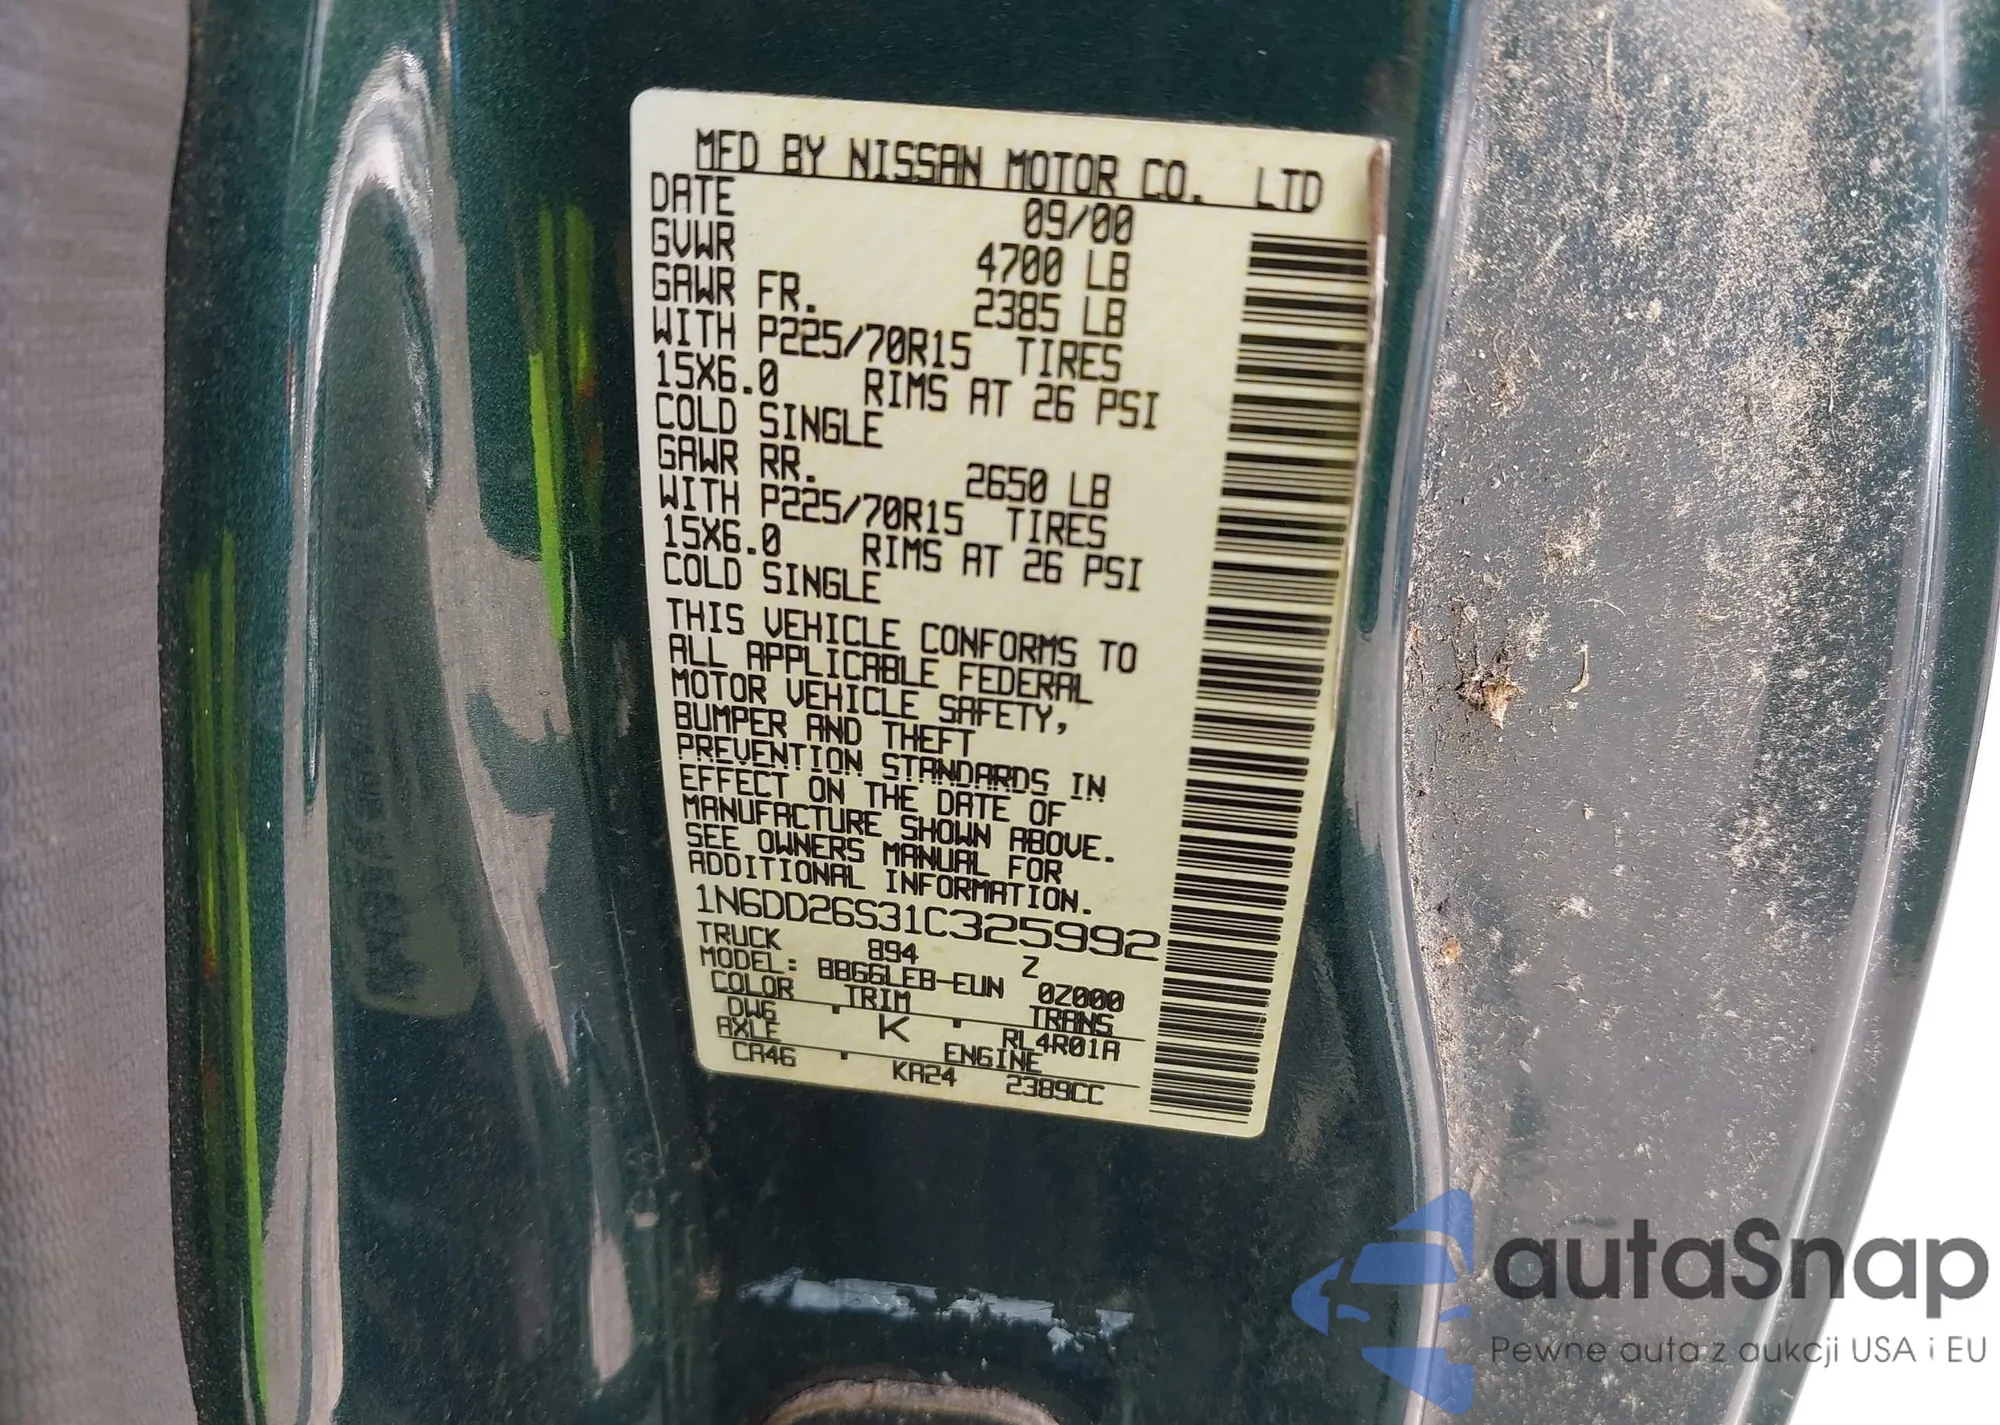 MFD BY NISSAN MOTOR CO. LTD
DATE 09/00
GVWR 4700 LB
GAWR FR. 2385 LB
WITH P225/70R15 TIRES
15X6.0 RIMS AT 26 PSI
COLD SINGLE
GAWR RR. 2650 LB
WITH P225/70R15 TIRES
15X6.0 RIMS AT 26 PSI
COLD SINGLE
THIS VEHICLE CONFORMS TO
ALL APPLICABLE FEDERAL
MOTOR VEHICLE SAFETY,
BUMPER AND THEFT
PREVENTION STANDARDS IN
EFFECT ON THE DATE OF
MANUFACTURE SHOWN ABOVE.
SEE OWNERS MANUAL FOR
ADDITIONAL INFORMATION.
1N6DD26S31C325992
TRUCK 894 Z
MODEL: BBGGLEB-EUN 0Z000
COLOR TRIM TRANS
DW6 K RL4R01A
AXLE ENGINE
CA46 KA24 2389CC
autaSnap
Pewne auta z aukcji USA i EU